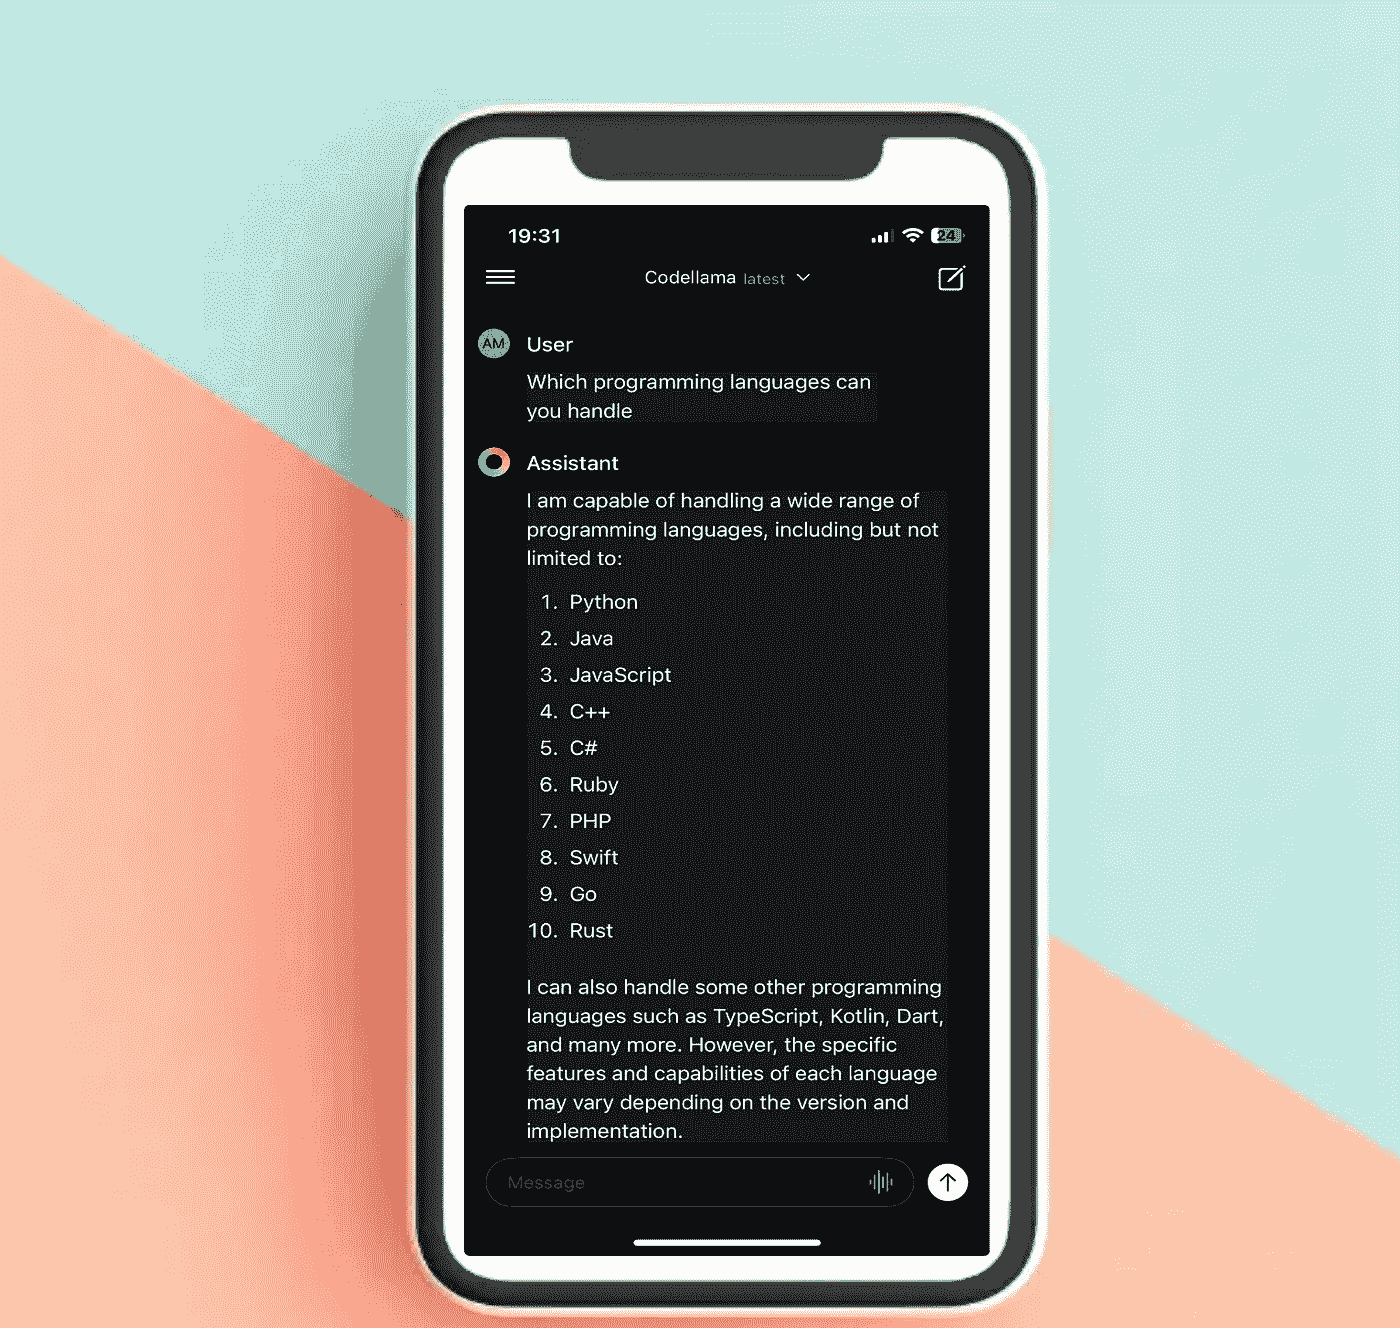 19:31
24
Codellama latest
AM
User
Which programming languages can
you handle
Assistant
I am capable of handling a wide range of
programming languages, including but not
limited to:
1. Python
2. Java
3. JavaScript
4. C++
5. C#
6. Ruby
7. PHP
8. Swift
9. Go
10. Rust
I can also handle some other programming
languages such as TypeScript, Kotlin, Dart,
and many more. However, the specific
features and capabilities of each language
may vary depending on the version and
implementation.
Message